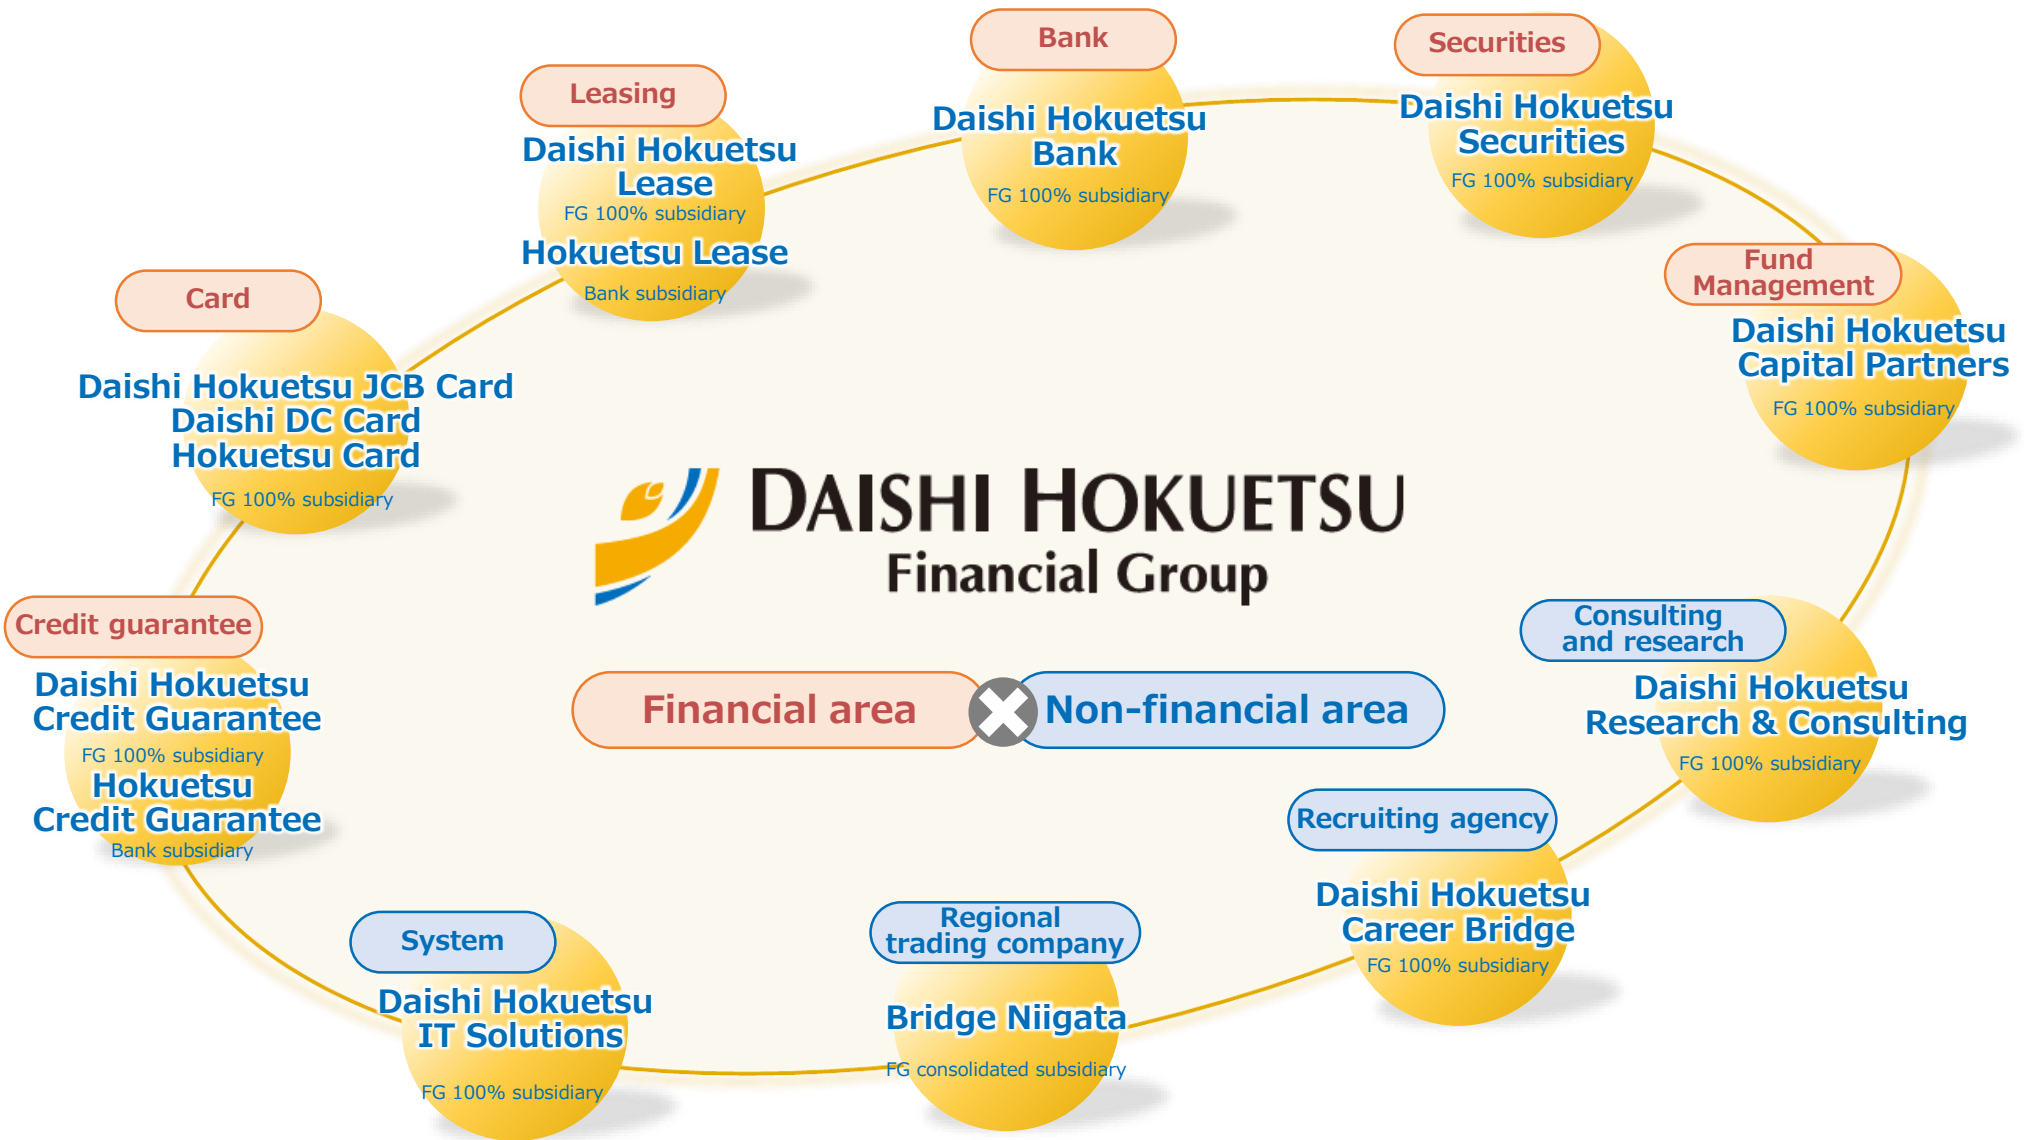 Bank
Daishi Hokuetsu
Bank
FG 100% subsidiary
Securities
Daishi Hokuetsu
Securities
FG 100% subsidiary
Leasing
Daishi Hokuetsu
Lease
FG 100% subsidiary
Hokuetsu Lease
Bank subsidiary
Fund
Management
Daishi Hokuetsu
Capital Partners
FG 100% subsidiary
Card
Daishi Hokuetsu JCB Card
Daishi DC Card
Hokuetsu Card
FG 100% subsidiary
DAISHI HOKUETSU
Financial Group
Financial area
Non-financial area
Credit guarantee
Daishi Hokuetsu
Credit Guarantee
FG 100% subsidiary
Hokuetsu
Credit Guarantee
Bank subsidiary
Consulting
and research
Daishi Hokuetsu
Research & Consulting
FG 100% subsidiary
Recruiting agency
Daishi Hokuetsu
Career Bridge
FG 100% subsidiary
Regional
trading company
Bridge Niigata
FG consolidated subsidiary
System
Daishi Hokuetsu
IT Solutions
FG 100% subsidiary